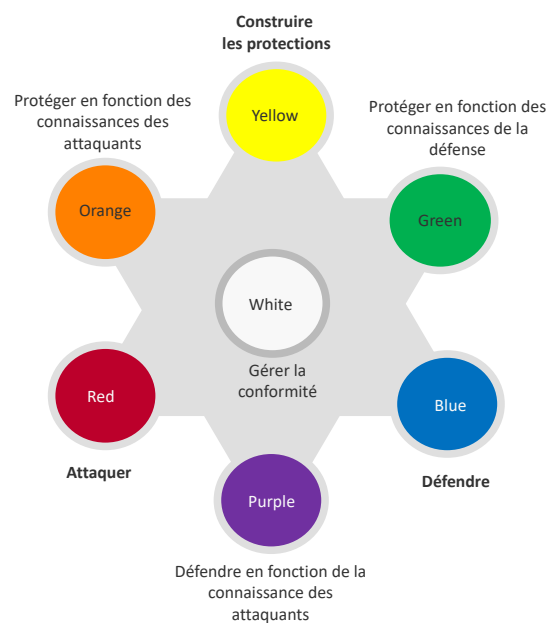 Construire
les protections
Yellow
Protéger en fonction des
connaissances des
attaquants
Protéger en fonction des
connaissances de la
défense
Orange
Green
White
Gérer la
conformité
Red
Blue
Attaquer
Défendre
Purple
Défendre en fonction de la
connaissance des
attaquants